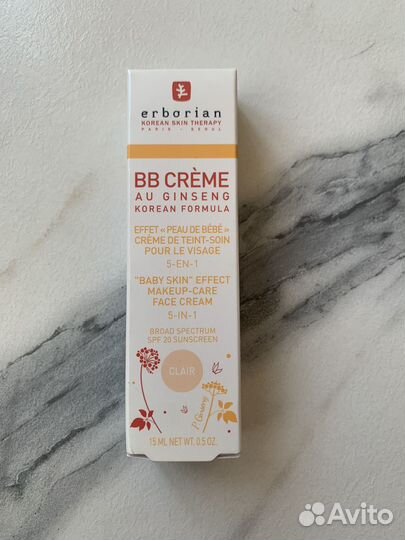 erborian
KOREAN SKIN THERAPY
PARIS - SEOUL
BB CRÈME
AU GINSENG
KOREAN FORMULA
EFFET « PEAU DE BÉBÉ »
CRÈME DE TEINT-SOIN
POUR LE VISAGE
5-EN-1
"BABY SKIN" EFFECT
MAKEUP-CARE
FACE CREAM
5-IN-1
BROAD SPECTRUM
SPF 20 SUNSCREEN
CLAIR
P. Ginseng
15 ML NET WT. 0.5 OZ.
Avito